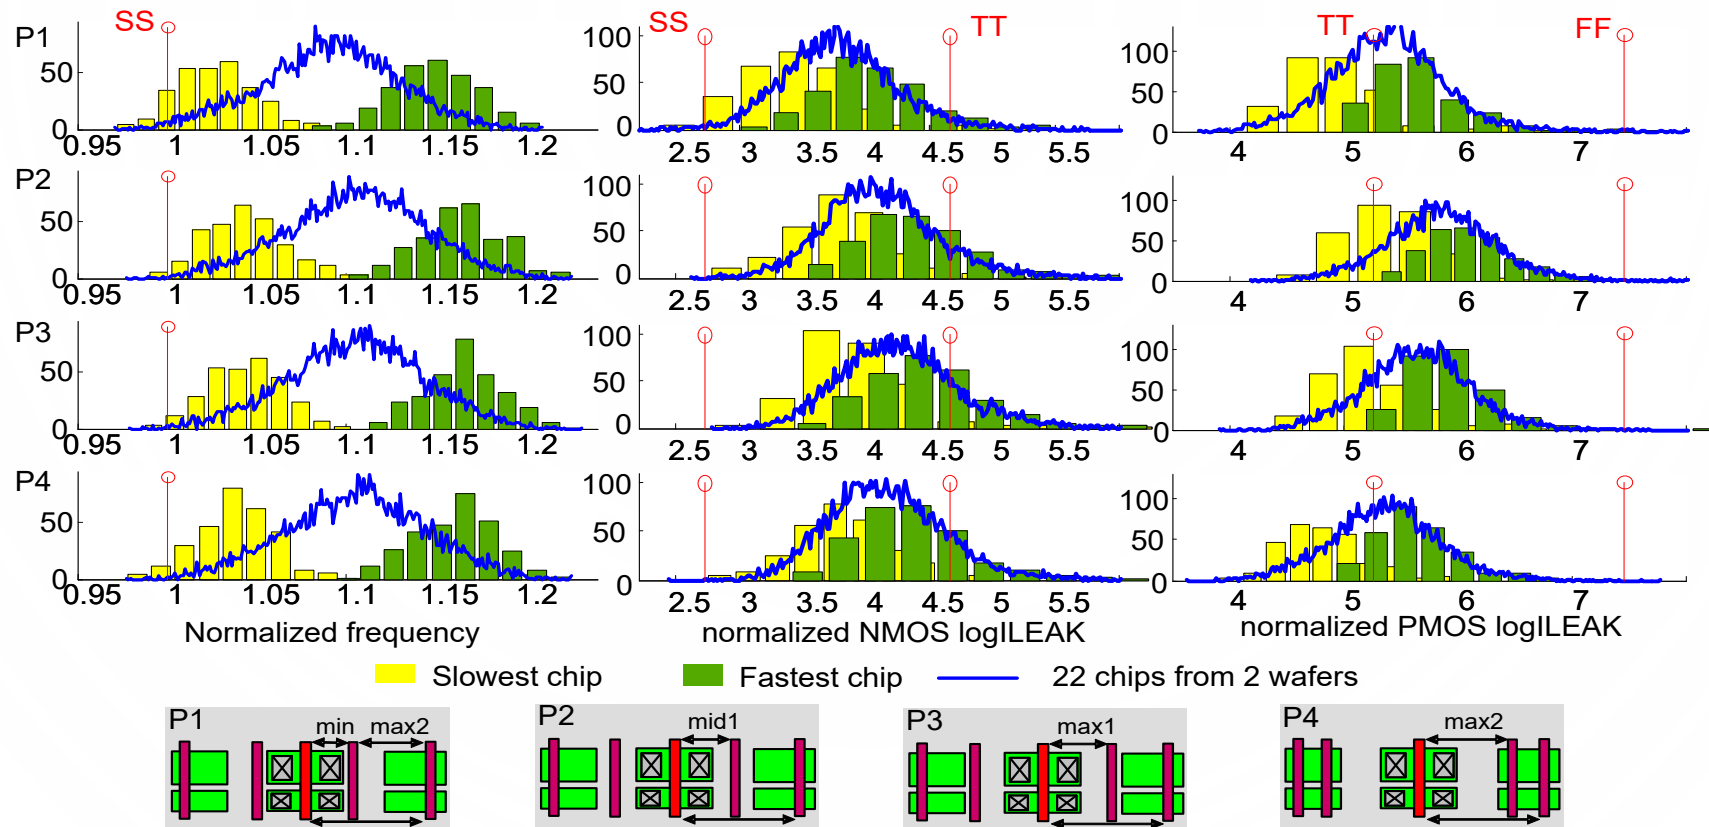 SS SS TT TT FF
P1
50
0
0.95 1 1.05 1.1 1.15 1.2
100
50
0
2.5 3 3.5 4 4.5 5 5.5
100
50
0
4 5 6 7
P2
50
0
0.95 1 1.05 1.1 1.15 1.2
100
50
0
2.5 3 3.5 4 4.5 5 5.5
100
50
0
4 5 6 7
P3
50
0
0.95 1 1.05 1.1 1.15 1.2
100
50
0
2.5 3 3.5 4 4.5 5 5.5
100
50
0
4 5 6 7
P4
50
0
0.95 1 1.05 1.1 1.15 1.2
100
50
0
2.5 3 3.5 4 4.5 5 5.5
100
50
0
4 5 6 7
Normalized frequency
normalized NMOS logILEAK
normalized PMOS logILEAK
Slowest chip
Fastest chip
22 chips from 2 wafers
P1 min max2
P2 mid1
P3 max1
P4 max2